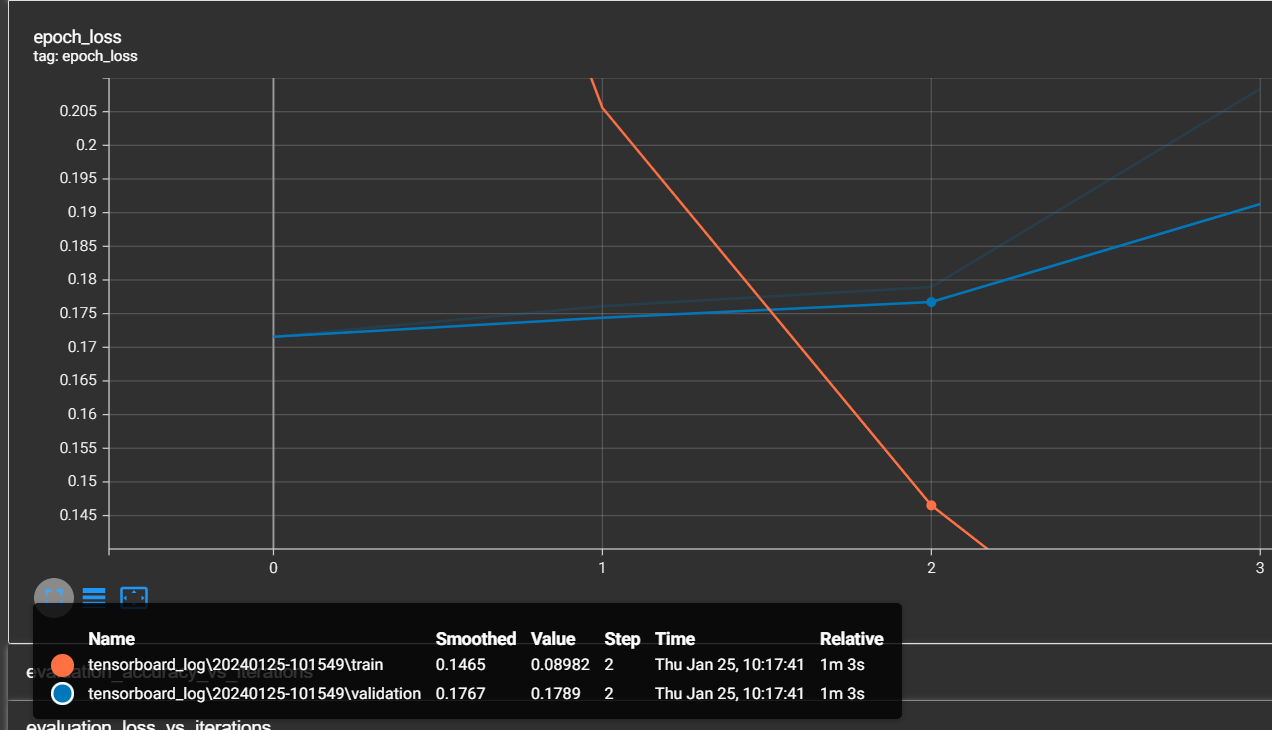 epoch_loss
tag: epoch_loss
0.205
0.2
0.195
0.19
0.185
0.18
0.175
0.17
0.165
0.16
0.155
0.15
0.145
0 1 2 3
Name Smoothed Value Step Time Relative
tensorboard_log\20240125-101549\train 0.1465 0.08982 2 Thu Jan 25, 10:17:41 1m 3s
evaluation_accuracy_vs_iterations
tensorboard_log\20240125-101549\validation 0.1767 0.1789 2 Thu Jan 25, 10:17:41 1m 3s
evaluation_loss_vs_iterations